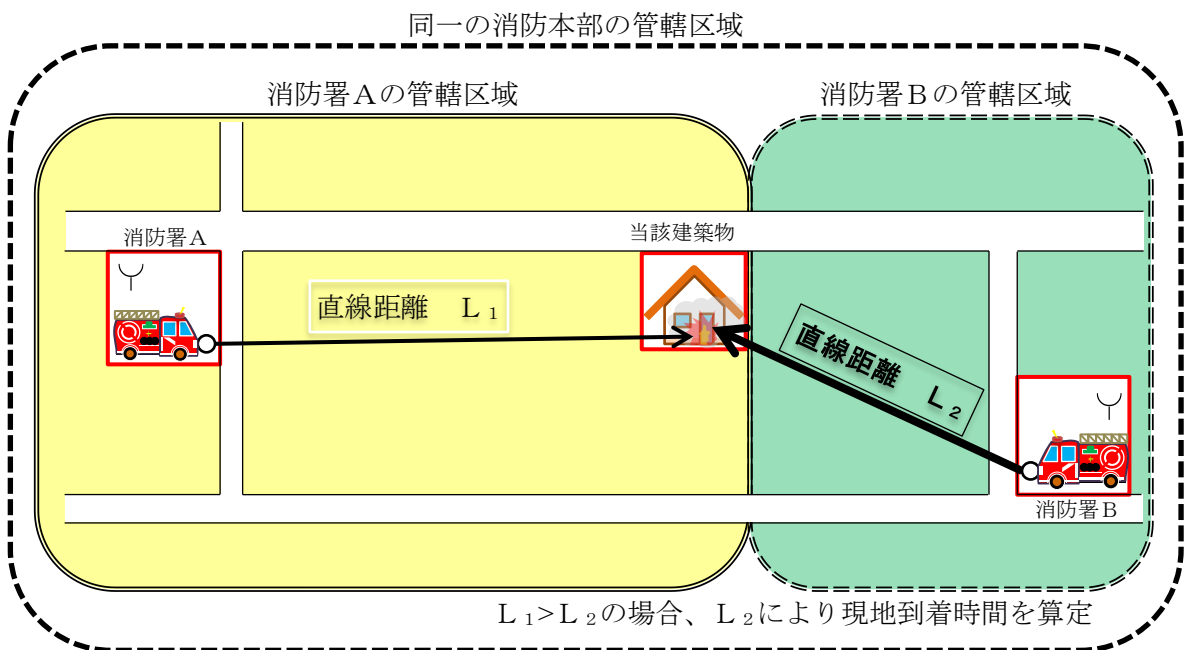 同一の消防本部の管轄区域
消防署Aの管轄区域
消防署Bの管轄区域
消防署A
当該建築物
直線距離 L₁
直線距離 L₂
消防署B
L₁>L₂の場合、L₂により現地到着時間を算定